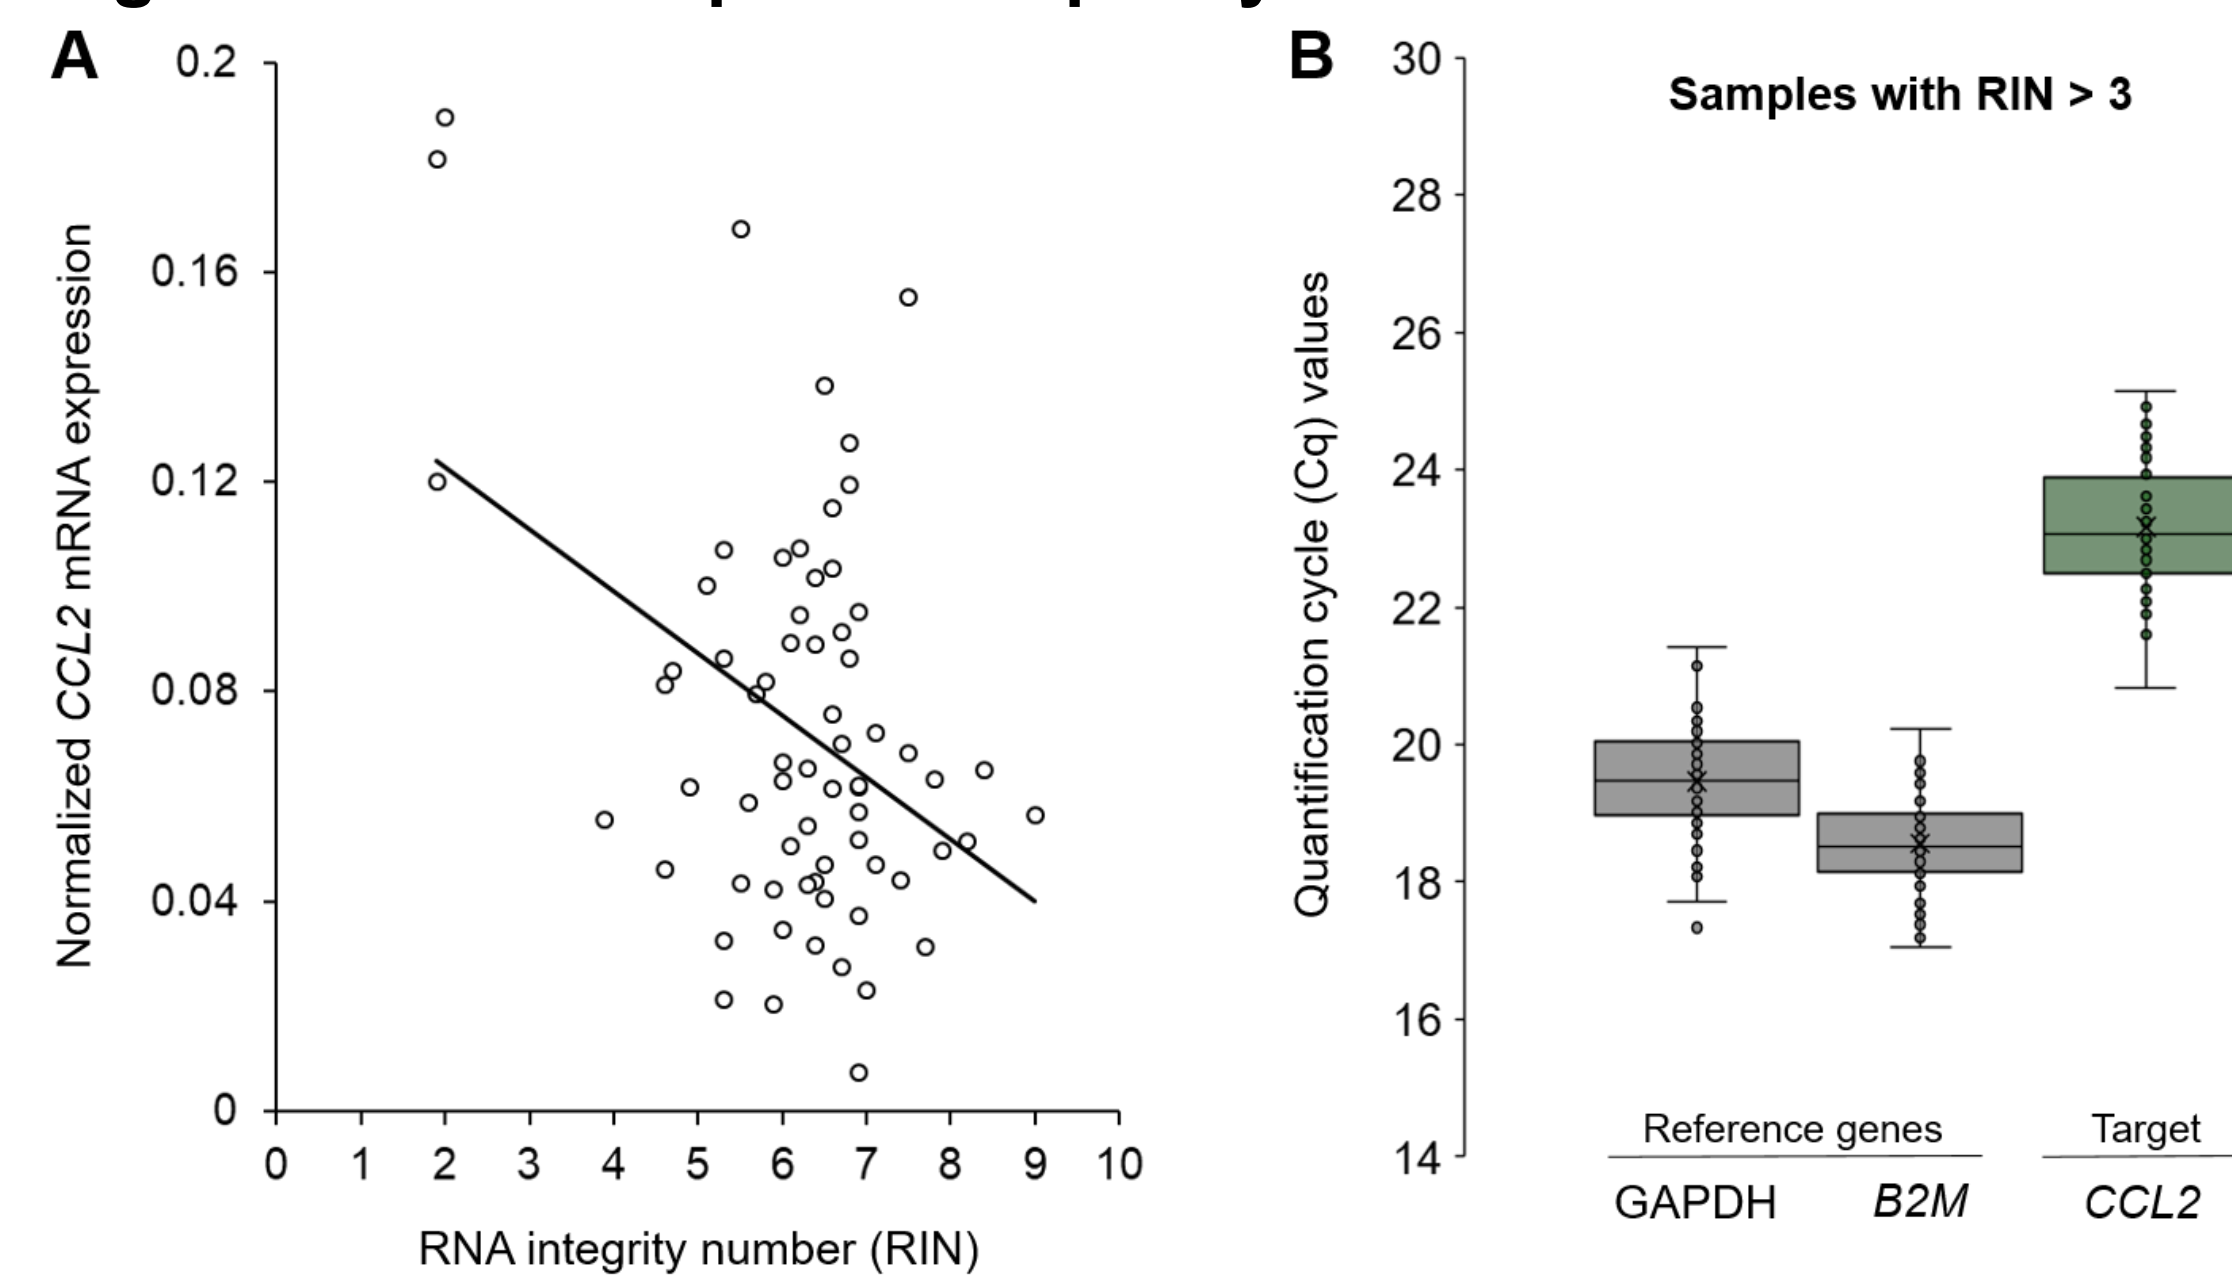 A
0.2
0.16
0.12
0.08
0.04
0
Normalized CCL2 mRNA expression
0 1 2 3 4 5 6 7 8 9 10
RNA integrity number (RIN)
B
Samples with RIN > 3
30
28
26
24
22
20
18
16
14
Quantification cycle (Cq) values
Reference genes Target
GAPDH B2M CCL2